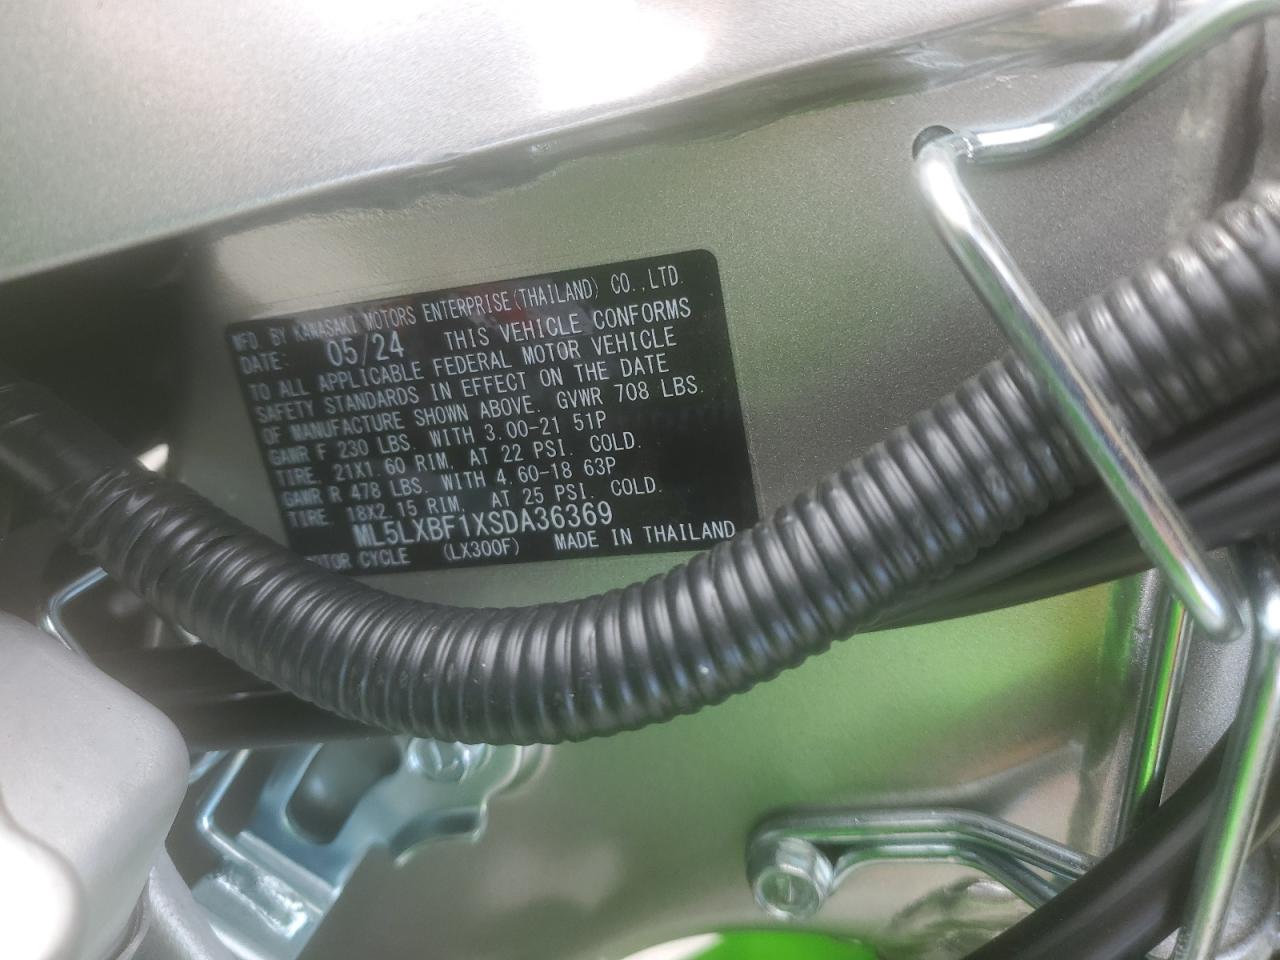 MFD. BY KAWASAKI MOTORS ENTERPRISE (THAILAND) CO., LTD.
DATE: 05/24 THIS VEHICLE CONFORMS
TO ALL APPLICABLE FEDERAL MOTOR VEHICLE
SAFETY STANDARDS IN EFFECT ON THE DATE
OF MANUFACTURE SHOWN ABOVE. GVWR 708 LBS.
GAWR F 230 LBS. WITH 3.00-21 51P
TIRE, 21X1.60 RIM, AT 22 PSI. COLD.
GAWR R 478 LBS. WITH 4.60-18 63P
TIRE, 18X2.15 RIM, AT 25 PSI. COLD.
ML5LXBF1XSDA36369
CYCLE (LX300F) MADE IN THAILAND